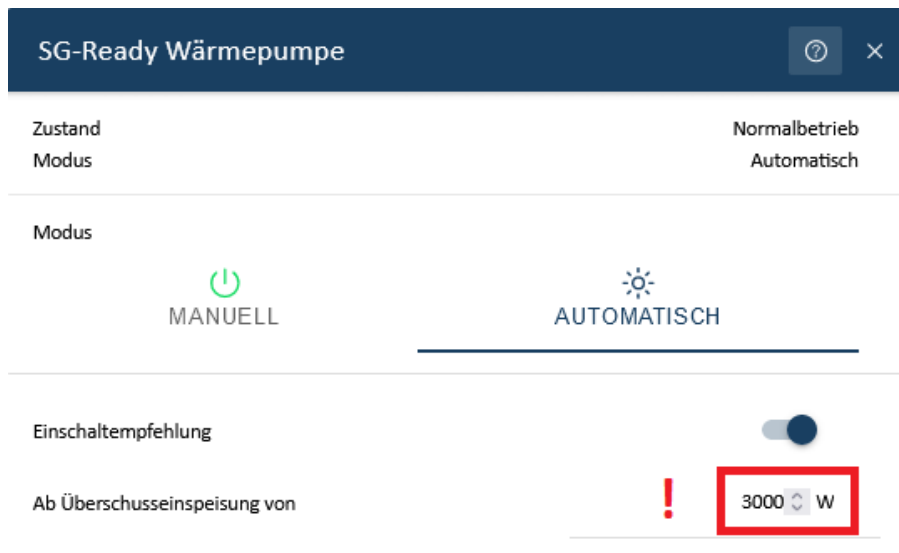 SG-Ready Wärmepumpe
Zustand Normalbetrieb
Modus Automatisch
Modus
MANUELL AUTOMATISCH
Einschaltempfehlung
Ab Überschusseinspeisung von ! 3000 W